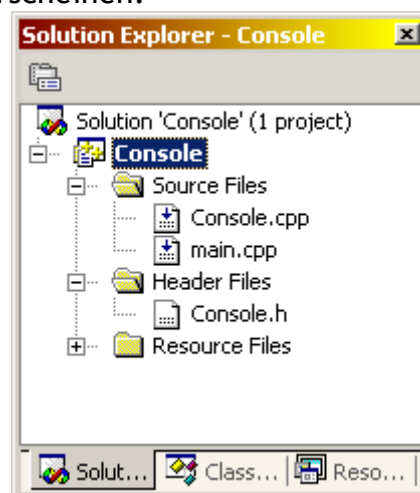 scheinen:
Solution Explorer - Console
Solution 'Console' (1 project)
Console
Source Files
Console.cpp
main.cpp
Header Files
Console.h
Resource Files
Solut... Class... Reso...